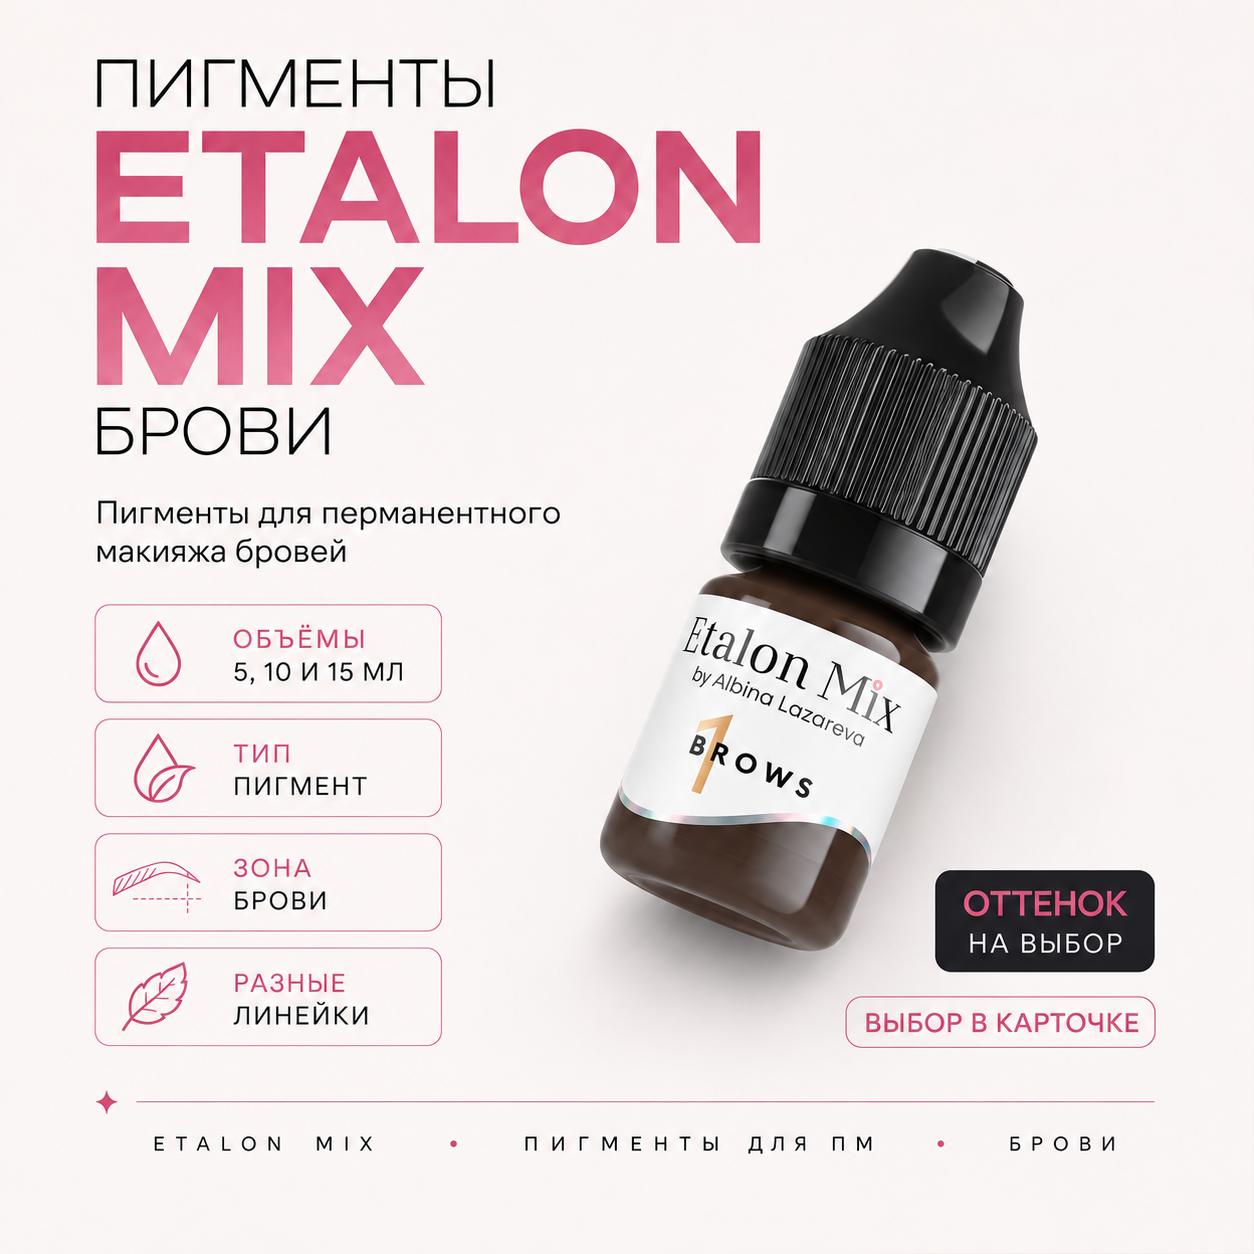 ПИГМЕНТЫ
ETALON
MIX
БРОВИ
Пигменты для перманентного
макияжа бровей
ОБЪЁМЫ
5, 10 И 15 МЛ
ТИП
ПИГМЕНТ
ЗОНА
БРОВИ
РАЗНЫЕ
ЛИНЕЙКИ
Etalon Mix
by Albina Lazareva
1
BROWS
ОТТЕНОК
НА ВЫБОР
ВЫБОР В КАРТОЧКЕ
ETALON MIX • ПИГМЕНТЫ ДЛЯ ПМ • БРОВИ